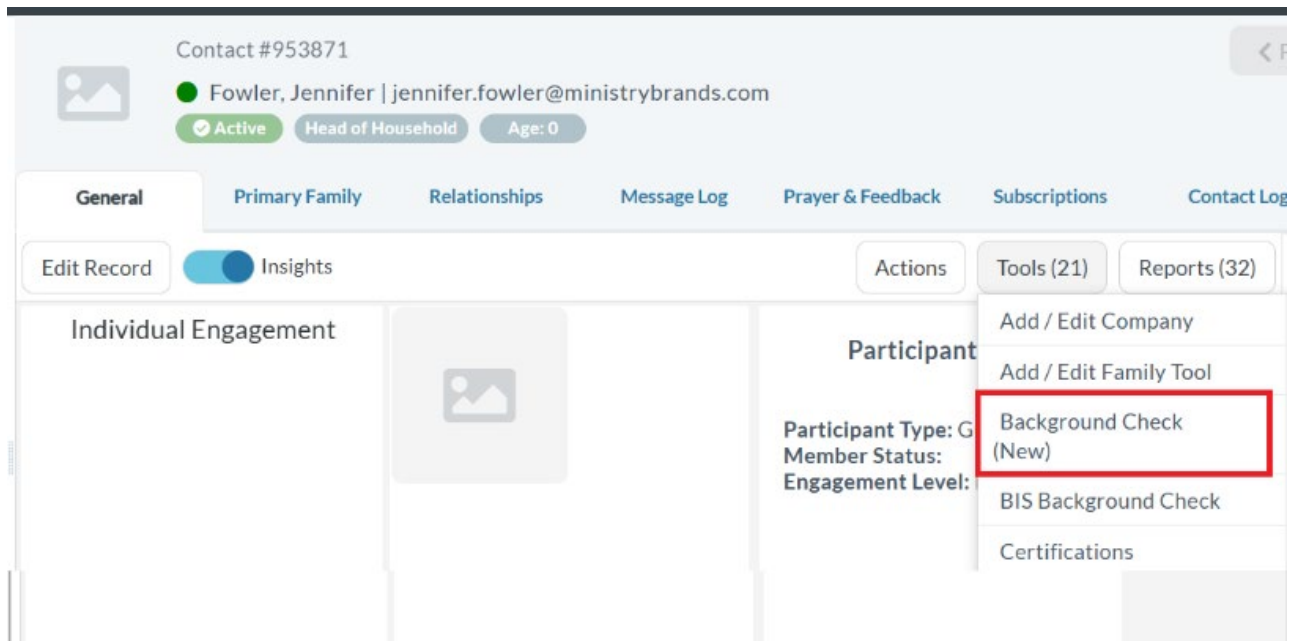 Contact #953871
Fowler, Jennifer | jennifer.fowler@ministrybrands.com
Active Head of Household Age: 0
General Primary Family Relationships Message Log Prayer & Feedback Subscriptions Contact Log
Edit Record Insights Actions Tools (21) Reports (32)
Individual Engagement
Participant
Participant Type: G
Member Status:
Engagement Level:
Add / Edit Company
Add / Edit Family Tool
Background Check
(New)
BIS Background Check
Certifications